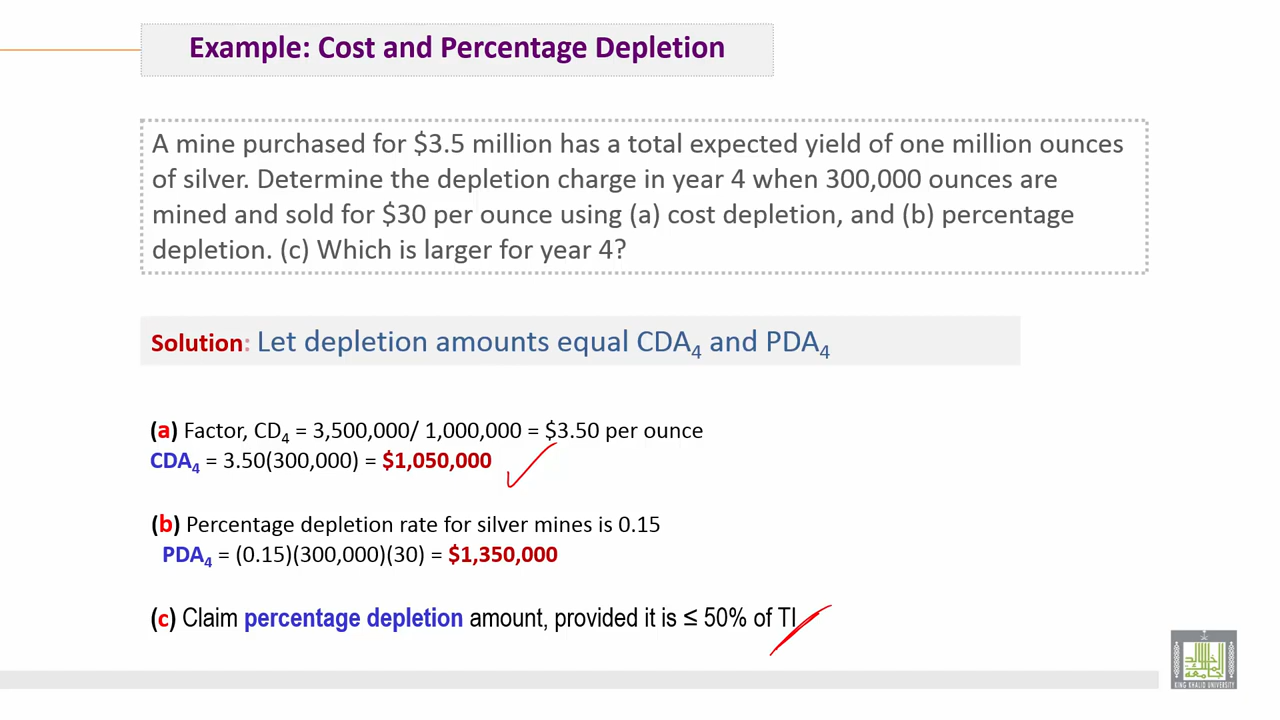 Example: Cost and Percentage Depletion
A mine purchased for $3.5 million has a total expected yield of one million ounces
of silver. Determine the depletion charge in year 4 when 300,000 ounces are
mined and sold for $30 per ounce using (a) cost depletion, and (b) percentage
depletion. (c) Which is larger for year 4?
Solution: Let depletion amounts equal CDA₄ and PDA₄
(a) Factor, CD₄ = 3,500,000/ 1,000,000 = $3.50 per ounce
CDA₄ = 3.50(300,000) = $1,050,000
(b) Percentage depletion rate for silver mines is 0.15
PDA₄ = (0.15)(300,000)(30) = $1,350,000
(c) Claim percentage depletion amount, provided it is ≤ 50% of TI
KING KHALID UNIVERSITY